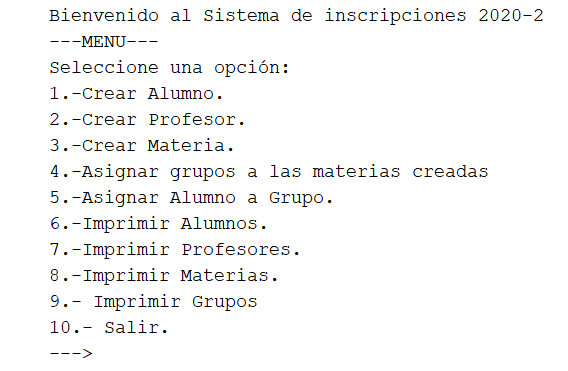 Bienvenido al Sistema de inscripciones 2020-2
---MENU---
Seleccione una opción:
1.-Crear Alumno.
2.-Crear Profesor.
3.-Crear Materia.
4.-Asignar grupos a las materias creadas
5.-Asignar Alumno a Grupo.
6.-Imprimir Alumnos.
7.-Imprimir Profesores.
8.-Imprimir Materias.
9.- Imprimir Grupos
10.- Salir.
--->